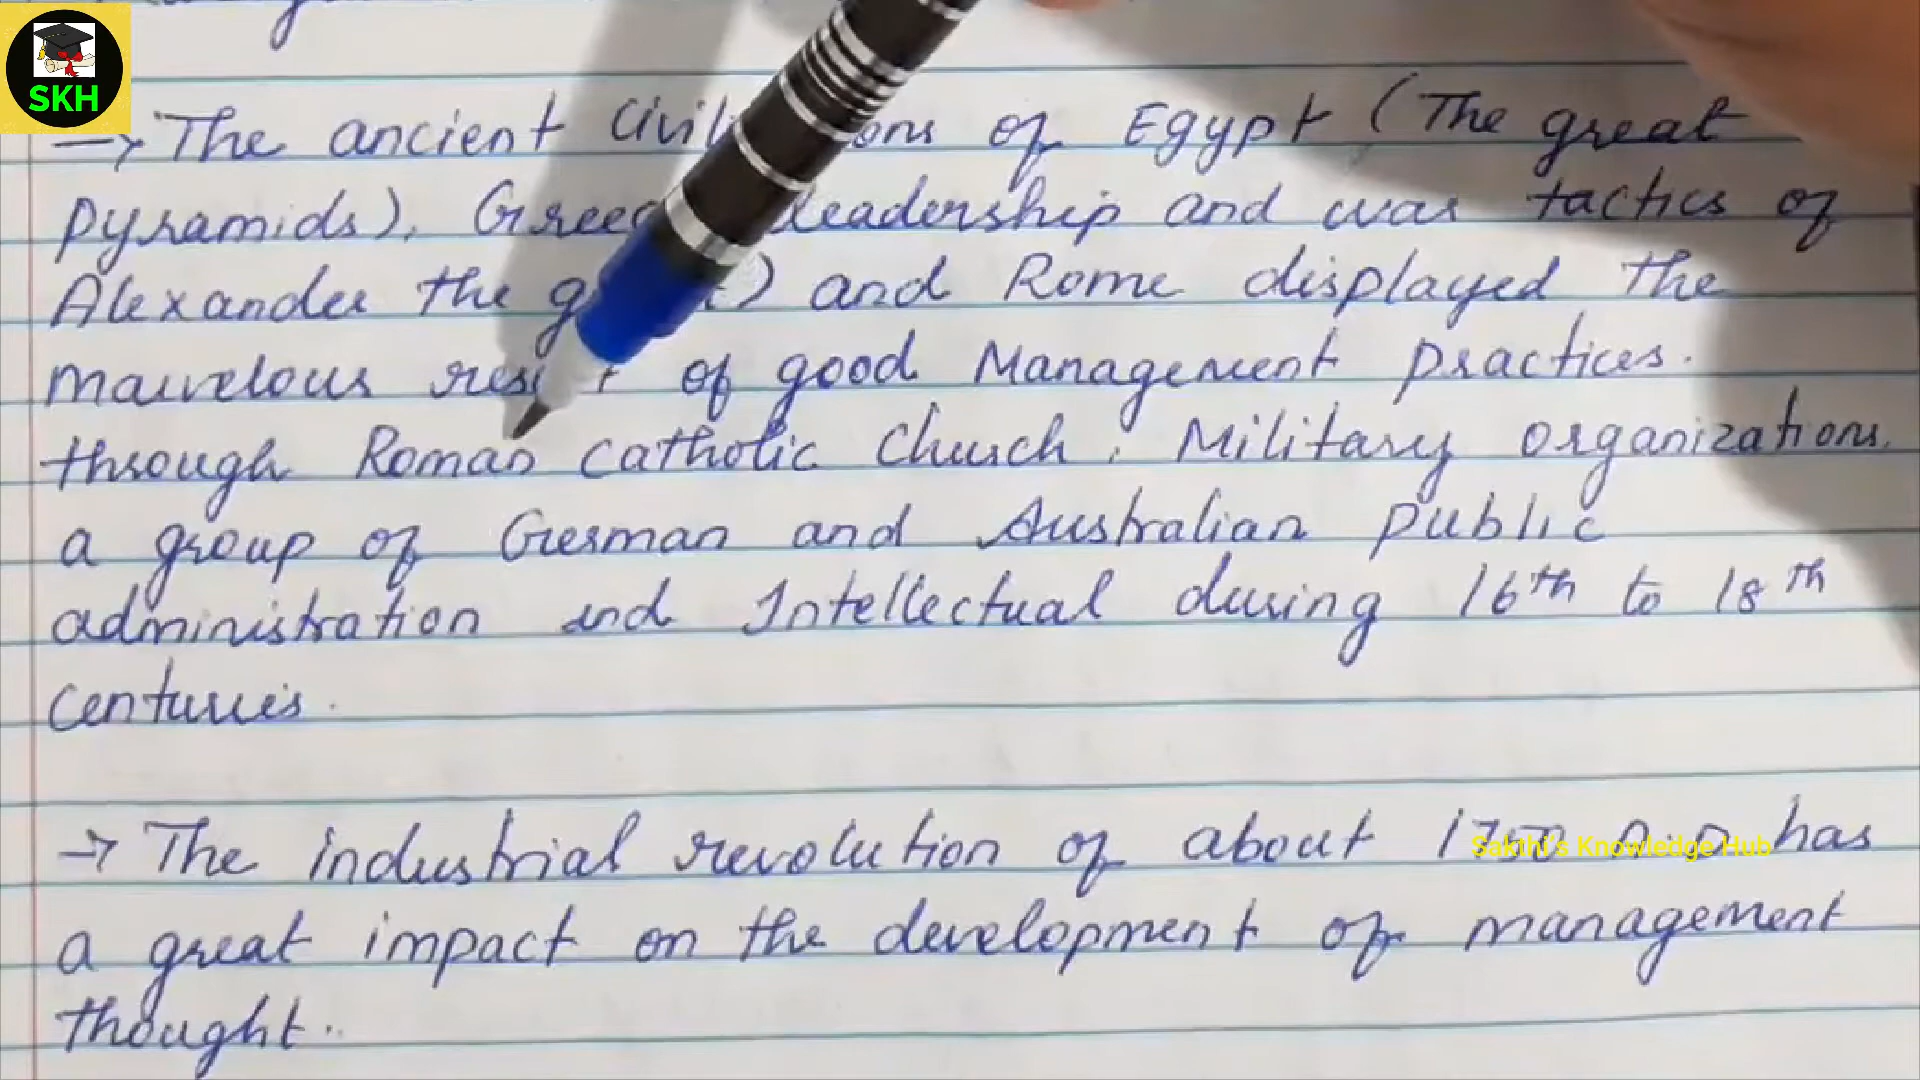 SKH
→ The ancient of Egypt (The great
pyramids), leadership and war tactics of
Alexander the and Rome displayed the
marvelous of good Management practices.
through Roman catholic Church, Military organizations,
a group of German and Australian public
administration and Intellectual during 16th to 18th
centuries.
→ The industrial revolution of about has
Sakthi's Knowledge Hub
a great impact on the development of management
thought.